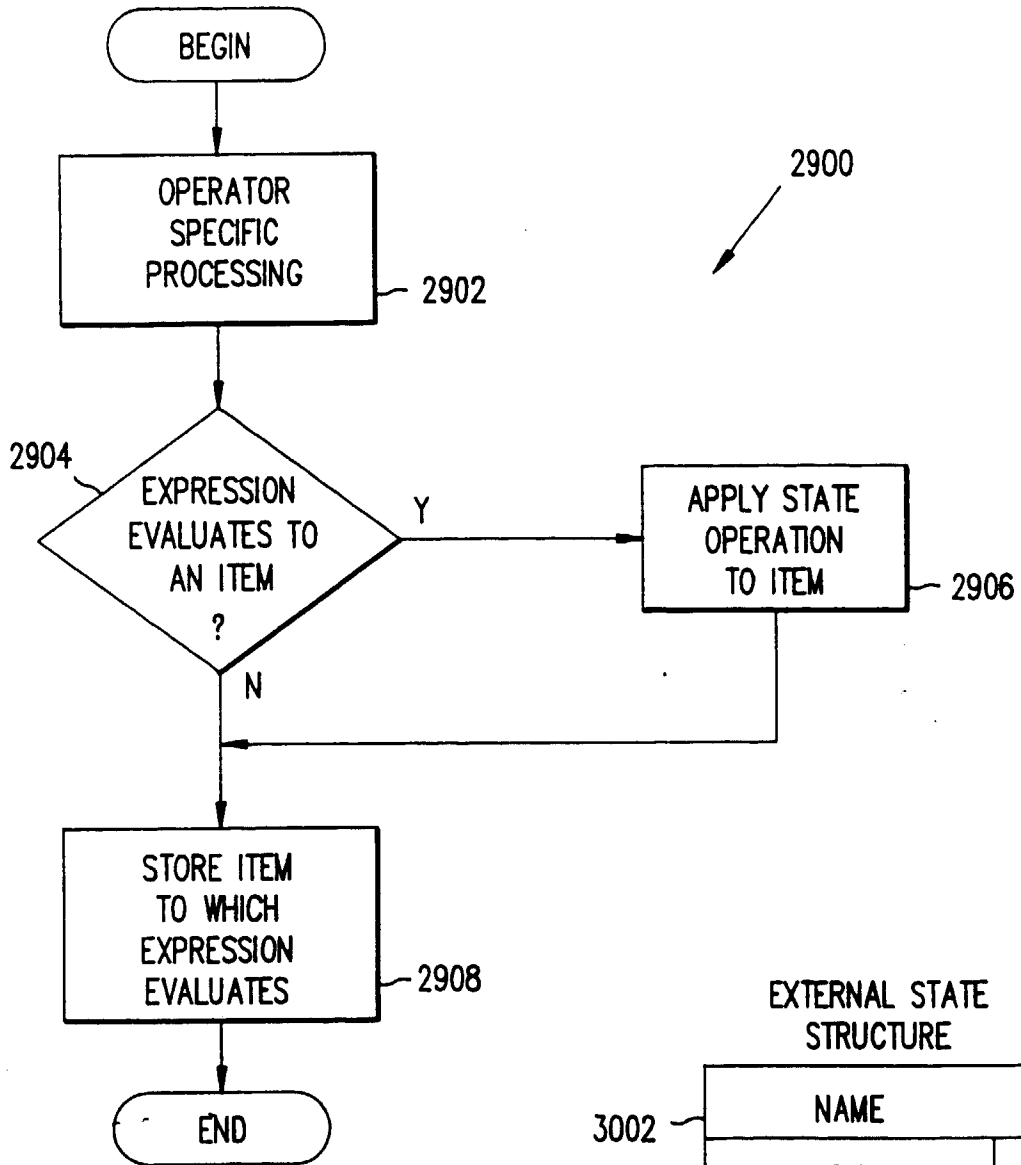 BEGIN
OPERATOR
SPECIFIC
PROCESSING
2902
2900
2904
EXPRESSION
EVALUATES TO
AN ITEM
?
Y
N
APPLY STATE
OPERATION
TO ITEM
2906
STORE ITEM
TO WHICH
EXPRESSION
EVALUATES
2908
END
EXTERNAL STATE
STRUCTURE
NAME
3002